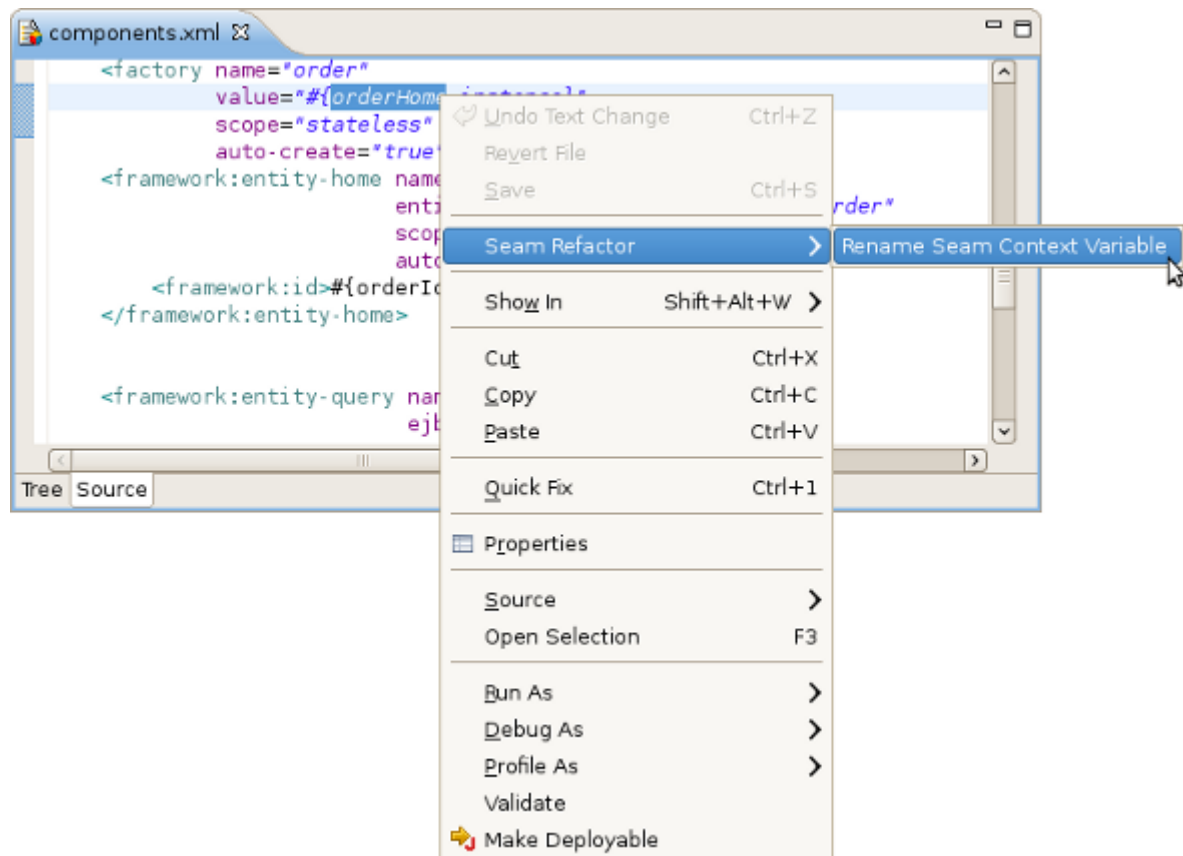 components.xml
<factory name="order"
value="#{orderHome.instance}"
scope="stateless"
auto-create="true"
<framework:entity-home name
enti
rder"
scop
auto
<framework:id>#{orderId
</framework:entity-home>
<framework:entity-query nam
ejb
Tree Source
Undo Text Change Ctrl+Z
Revert File
Save Ctrl+S
Seam Refactor
Rename Seam Context Variable
Show In Shift+Alt+W
Cut Ctrl+X
Copy Ctrl+C
Paste Ctrl+V
Quick Fix Ctrl+1
Properties
Source
Open Selection F3
Run As
Debug As
Profile As
Validate
Make Deployable